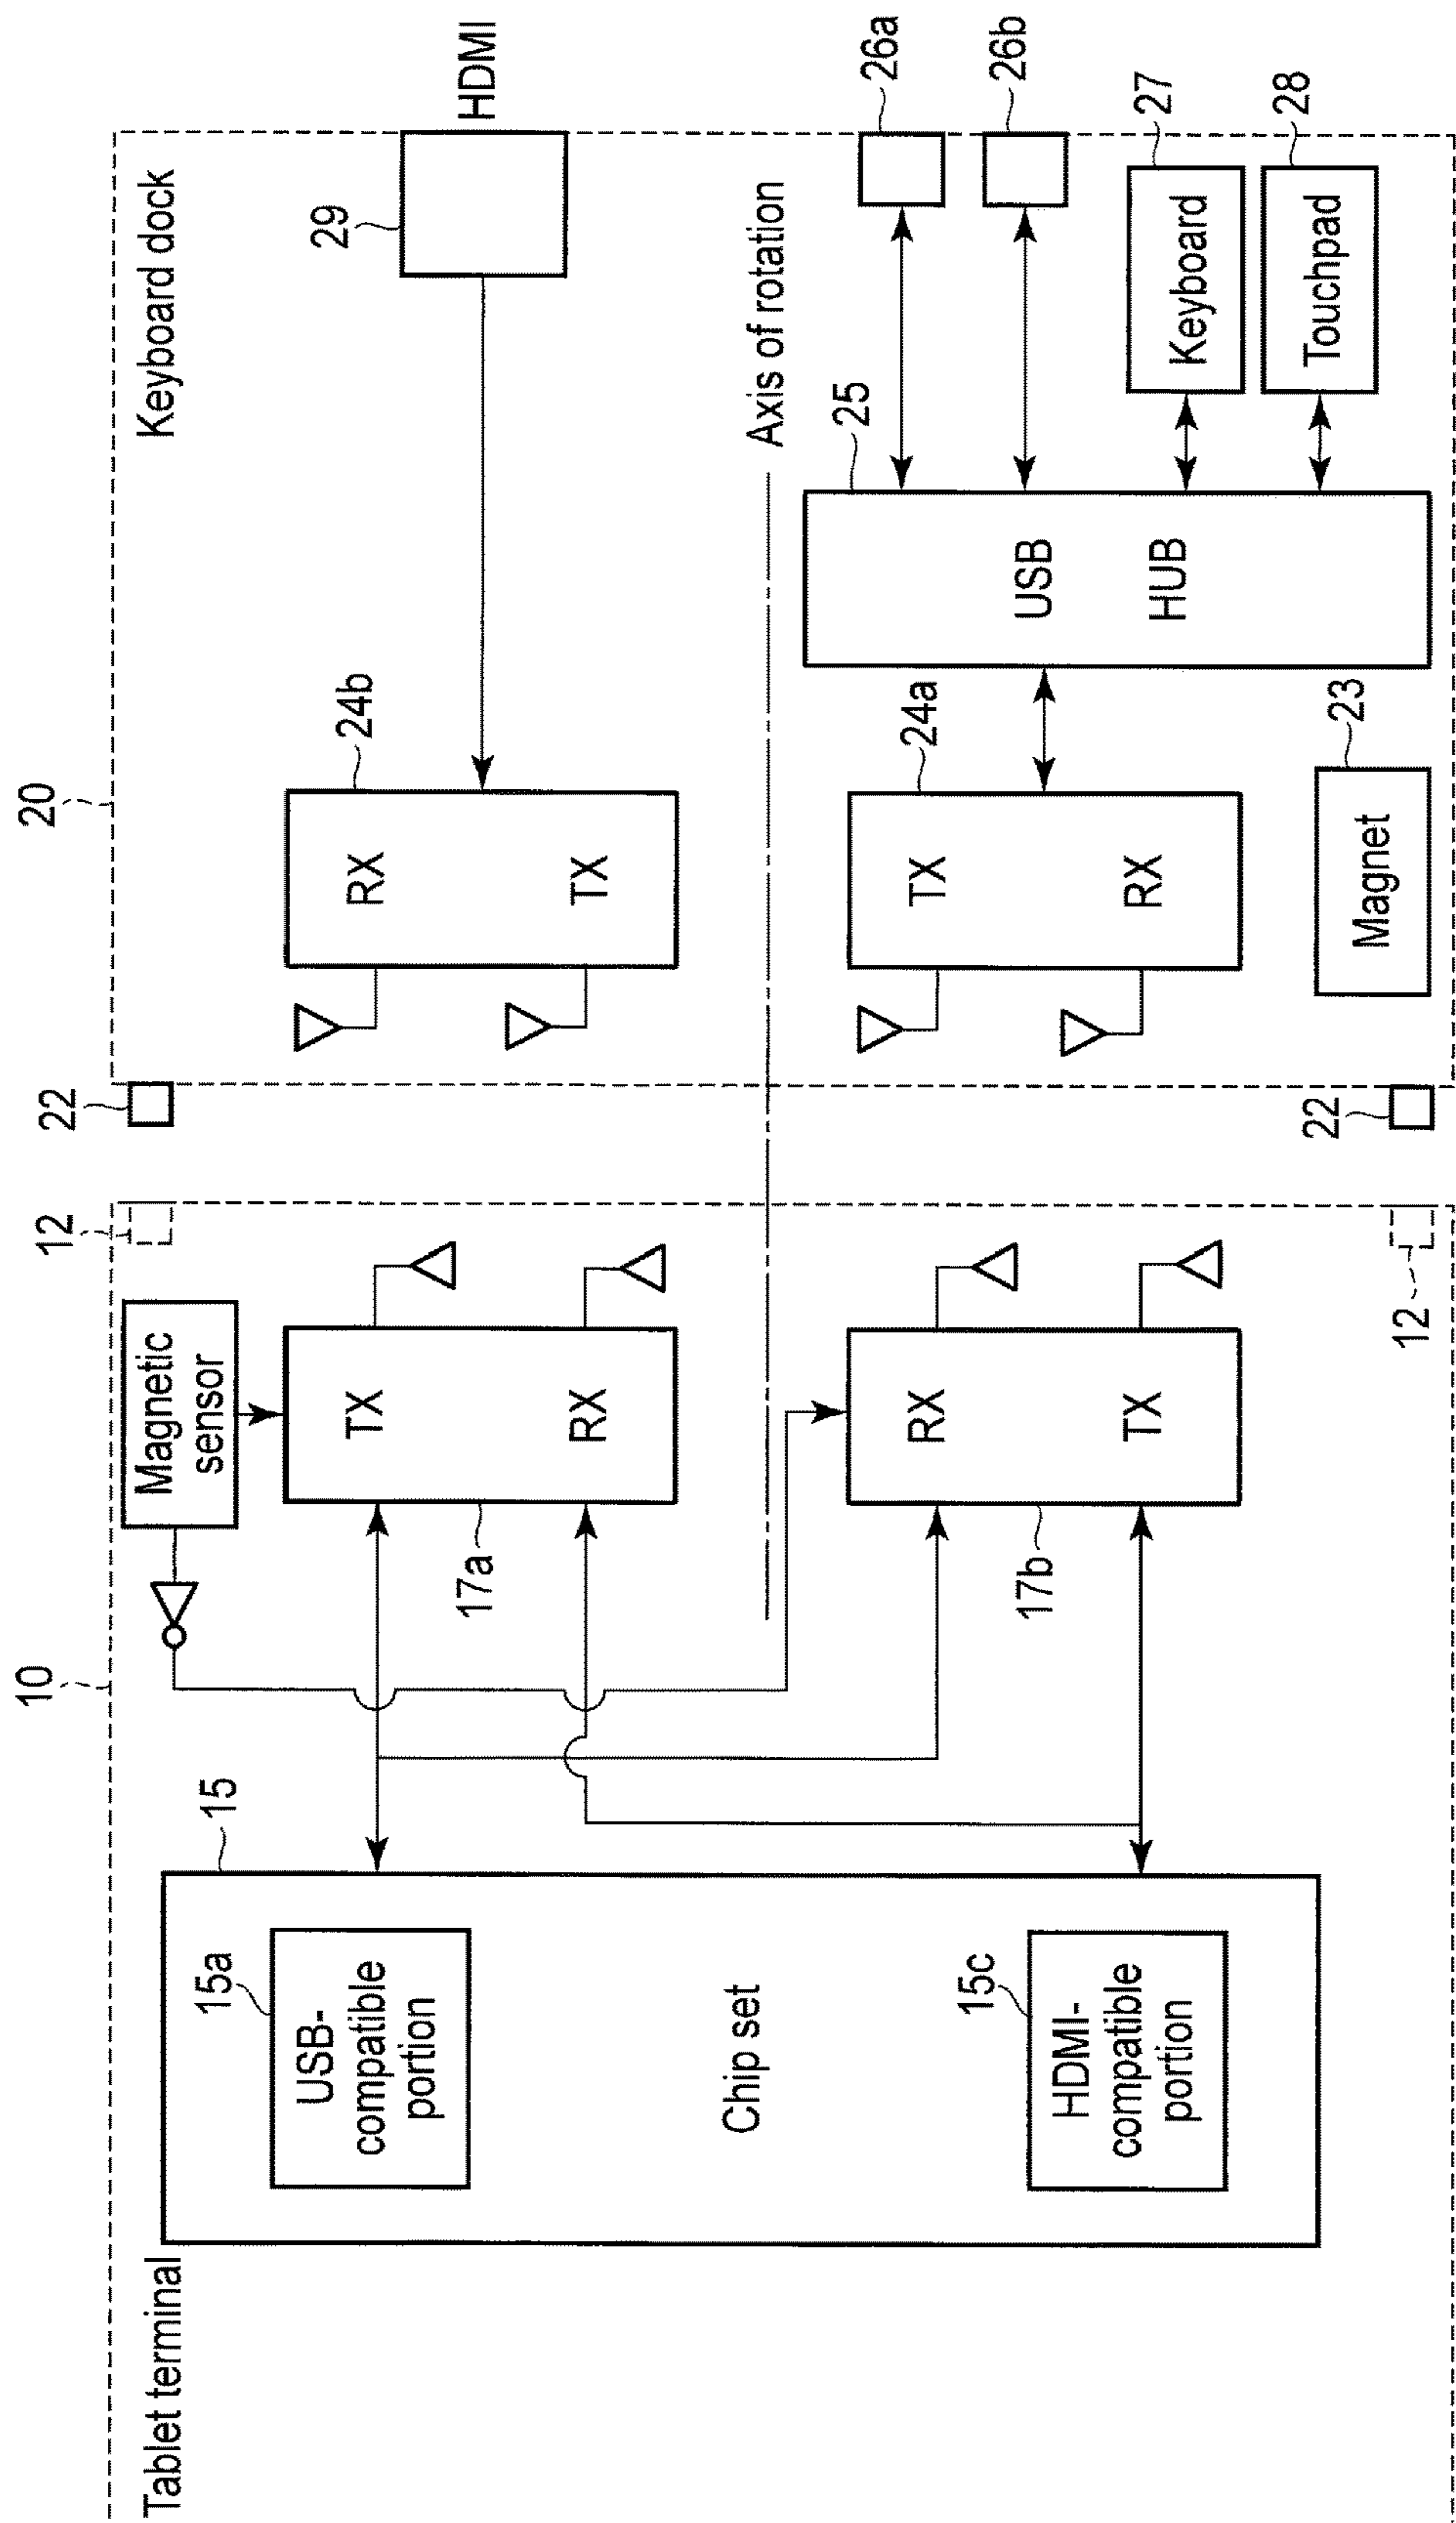 Tablet terminal
10
Chip set
15
USB-
compatible
portion
15a
HDMI-
compatible
portion
15c
Magnetic
sensor
TX
RX
17a
RX
TX
17b
12
12
22
22
Axis of rotation
Keyboard dock
20
RX
TX
24b
29
HDMI
TX
RX
24a
USB
HUB
25
26a
26b
Keyboard
27
Touchpad
28
Magnet
23